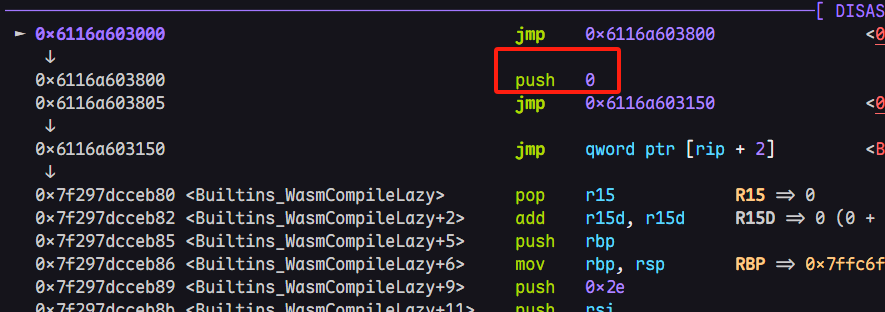 [ DISAS
► 0x6116a603000 jmp 0x6116a603800 <0
↓
0x6116a603800 push 0
0x6116a603805 jmp 0x6116a603150 <0
↓
0x6116a603150 jmp qword ptr [rip + 2] <B
↓
0x7f297dcceb80 <Builtins_WasmCompileLazy> pop r15 R15 => 0
0x7f297dcceb82 <Builtins_WasmCompileLazy+2> add r15d, r15d R15D => 0 (0 +
0x7f297dcceb85 <Builtins_WasmCompileLazy+5> push rbp
0x7f297dcceb86 <Builtins_WasmCompileLazy+6> mov rbp, rsp RBP => 0x7ffc6f
0x7f297dcceb89 <Builtins_WasmCompileLazy+9> push 0x2e
0x7f297dcceb8b <Builtins_WasmCompileLazy+11> push rsi